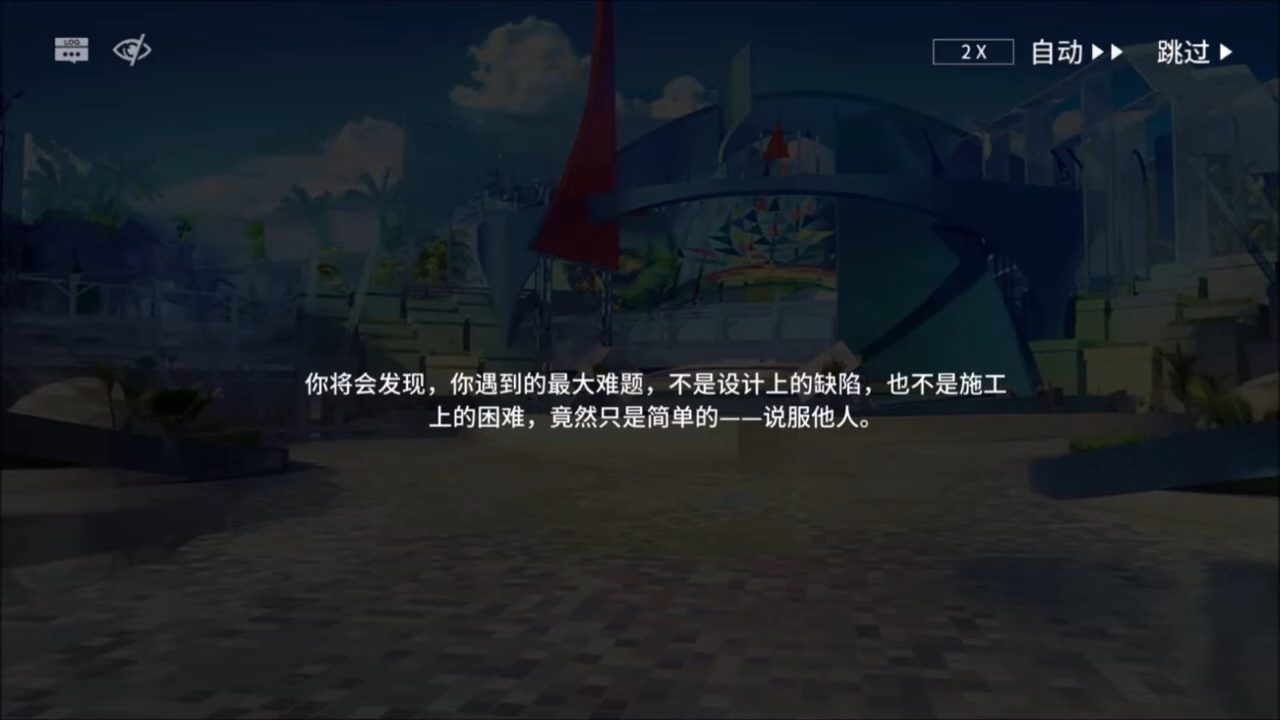 LOG
2X 自动 跳过
你将会发现，你遇到的最大难题，不是设计上的缺陷，也不是施工
上的困难，竟然只是简单的——说服他人。